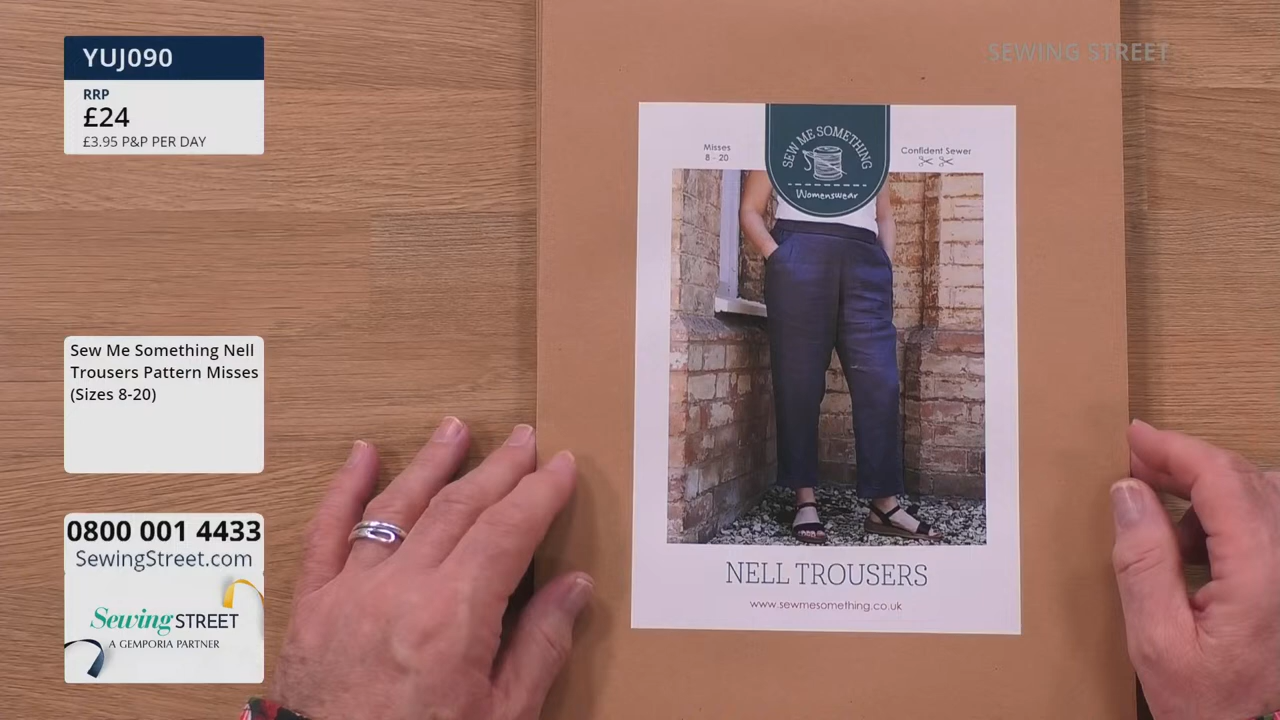 YUJ090
RRP
£24
£3.95 P&P PER DAY
SEWING STREET
Misses
8 - 20
SEW ME SOMETHING
Womenswear
Confident Sewer
NELL TROUSERS
www.sewmesomething.co.uk
Sew Me Something Nell
Trousers Pattern Misses
(Sizes 8-20)
0800 001 4433
SewingStreet.com
Sewing STREET
A GEMPORIA PARTNER